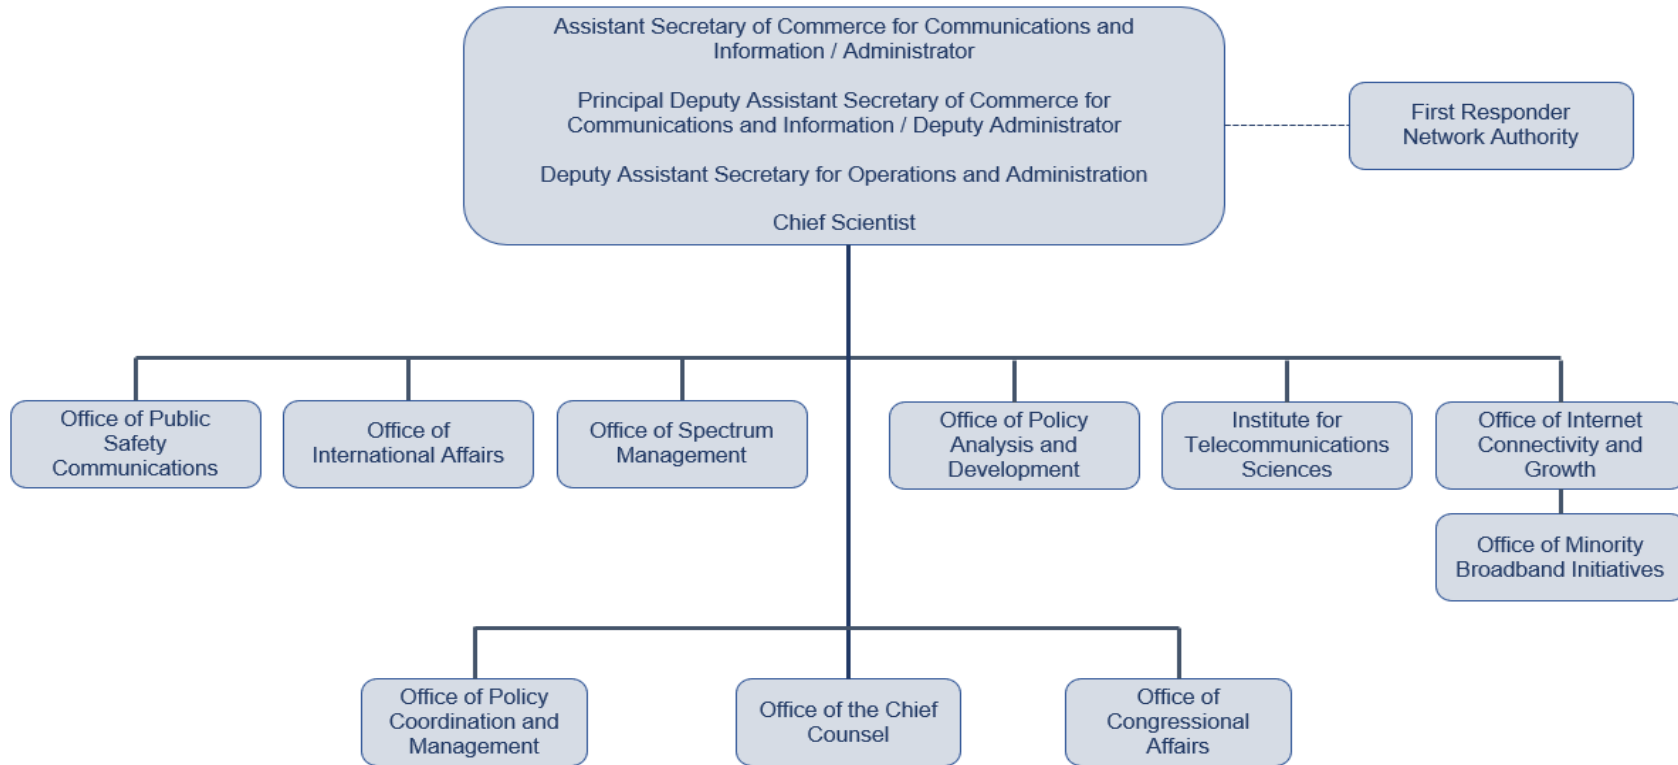 Assistant Secretary of Commerce for Communications and
Information / Administrator
Principal Deputy Assistant Secretary of Commerce for
Communications and Information / Deputy Administrator
Deputy Assistant Secretary for Operations and Administration
Chief Scientist
First Responder
Network Authority
Office of Public
Safety
Communications
Office of
International Affairs
Office of Spectrum
Management
Office of Policy
Analysis and
Development
Institute for
Telecommunications
Sciences
Office of Internet
Connectivity and
Growth
Office of Minority
Broadband Initiatives
Office of Policy
Coordination and
Management
Office of the Chief
Counsel
Office of
Congressional
Affairs